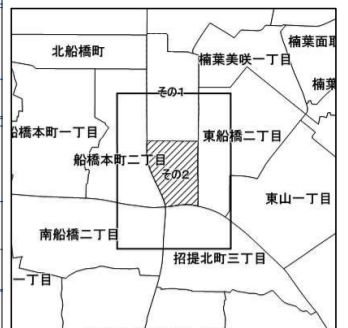 楠葉面取
北船橋町
楠葉美咲一丁目
楠葉
その1
船橋本町一丁目
東船橋二丁目
船橋本町二丁目
その2
東山一丁目
南船橋二丁目
招提北町三丁目
一丁目